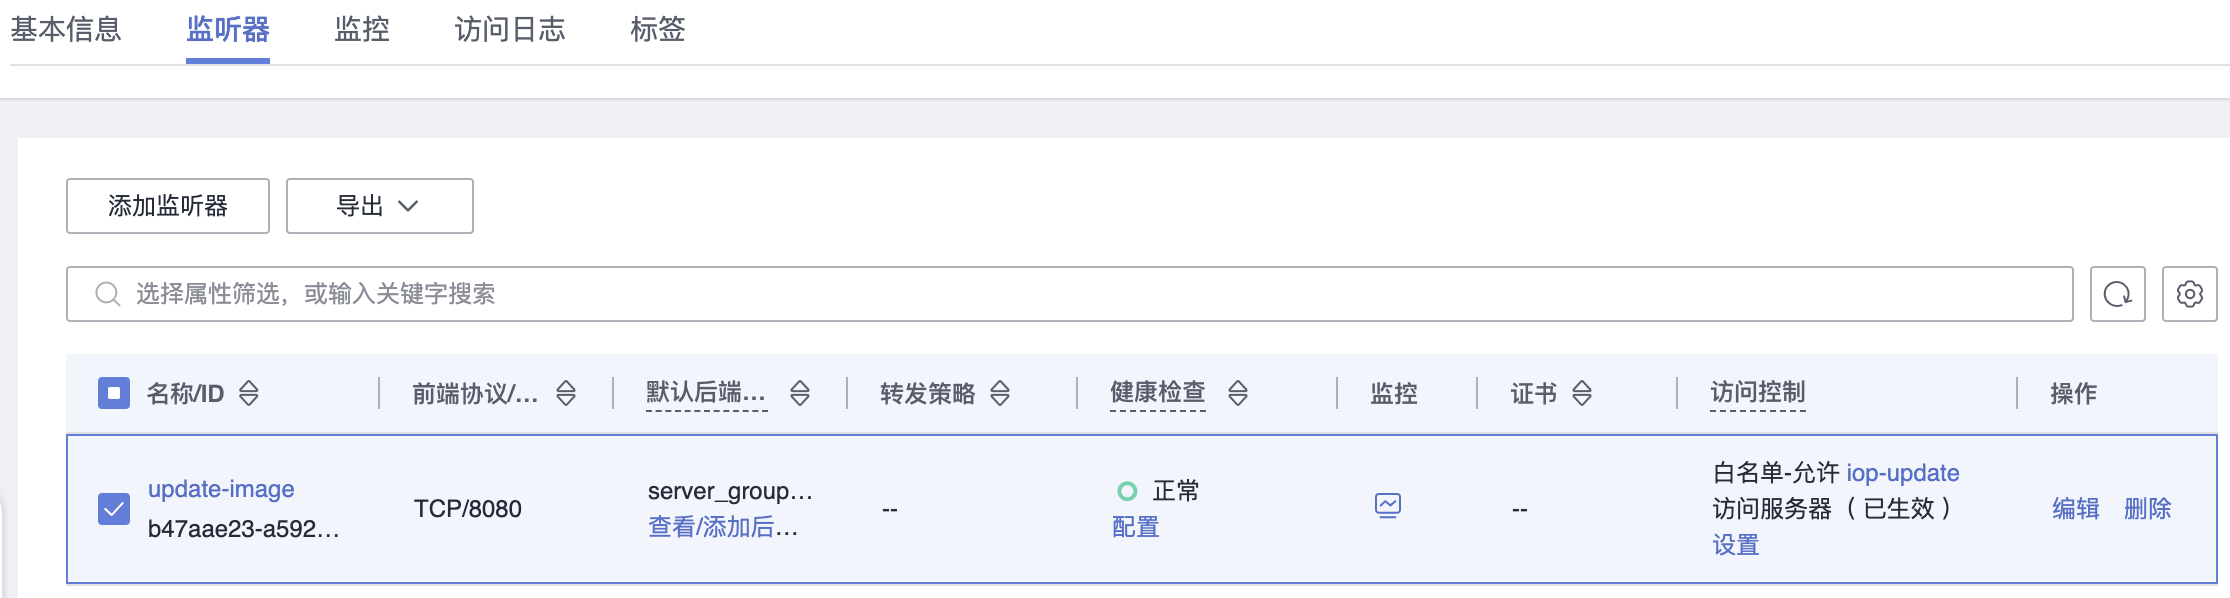 基本信息 监听器 监控 访问日志 标签
添加监听器 导出
选择属性筛选，或输入关键字搜索
名称/ID 前端协议/... 默认后端... 转发策略 健康检查 监控 证书 访问控制 操作
update-image
b47aae23-a592...
TCP/8080
server_group...
查看/添加后...
--
正常
配置
--
白名单-允许 iop-update
访问服务器（已生效）
设置
编辑 删除